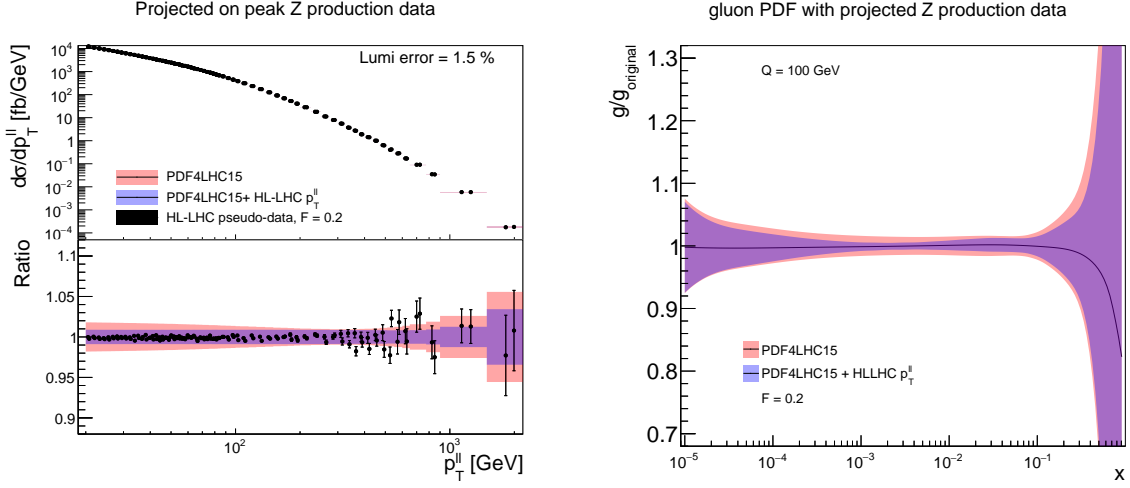 Projected on peak Z production data
dσ/dp_T^ll [fb/GeV]
10^4
10^3
10^2
10
1
10^−1
10^−2
10^−3
10^−4
Lumi error = 1.5 %
PDF4LHC15
PDF4LHC15+ HL-LHC p_T^ll
HL-LHC pseudo-data, F = 0.2
Ratio
1.1
1.05
1
0.95
0.9
10^2
10^3
p_T^ll [GeV]
gluon PDF with projected Z production data
g/g_original
1.3
1.2
1.1
1
0.9
0.8
0.7
Q = 100 GeV
PDF4LHC15
PDF4LHC15 + HLLHC p_T^ll
F = 0.2
10^−5
10^−4
10^−3
10^−2
10^−1
x